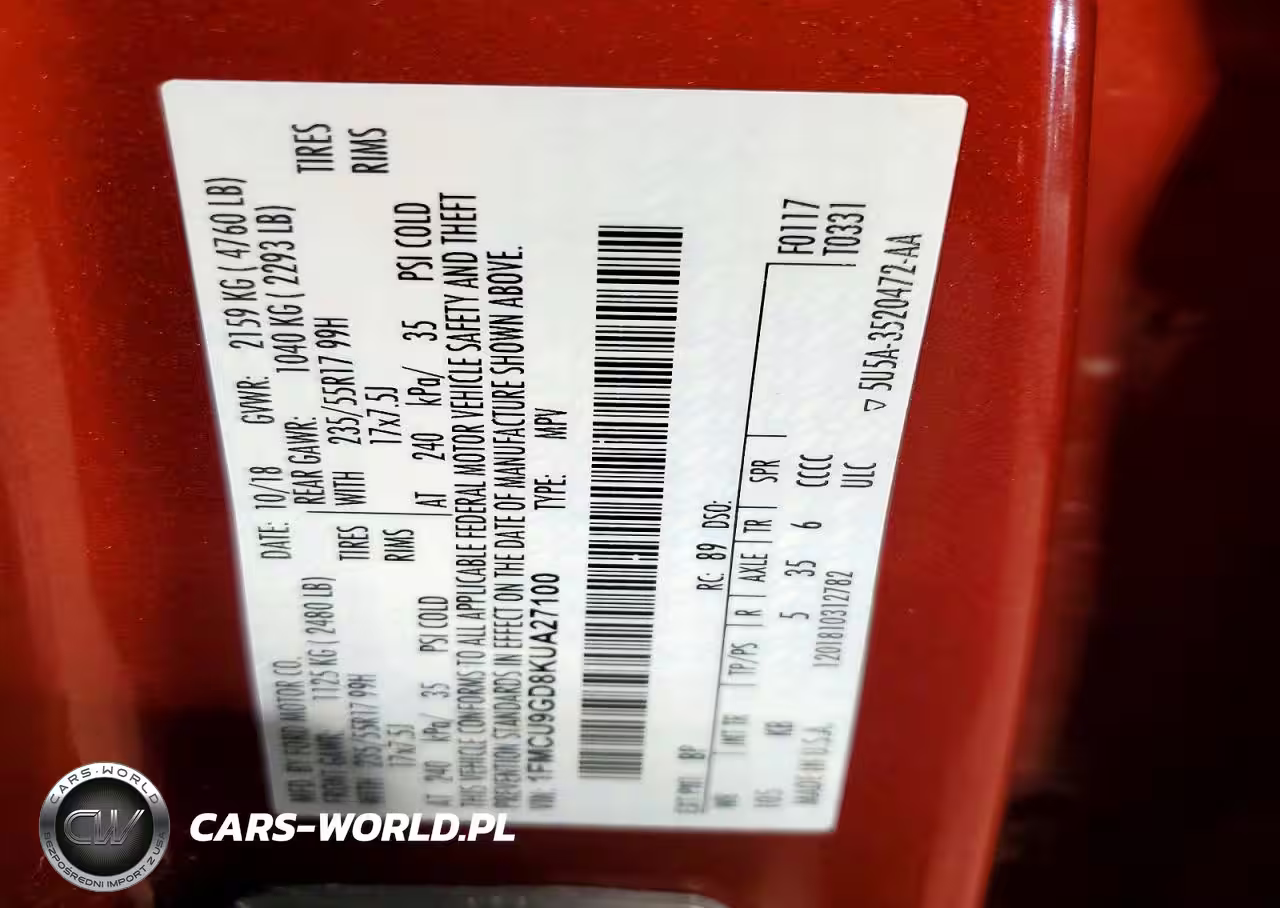 MFD. BY FORD MOTOR CO.
DATE: 10/18 GVWR: 2159 KG ( 4760 LB)
FRONT GAWR: 1125 KG ( 2480 LB)
REAR GAWR: 1040 KG ( 2293 LB)
WITH 235/55R17 99H TIRES
WITH 235/55R17 99H TIRES
17x7.5J RIMS
17x7.5J RIMS
AT 240 kPa/ 35 PSI COLD
AT 240 kPa/ 35 PSI COLD
THIS VEHICLE CONFORMS TO ALL APPLICABLE FEDERAL MOTOR VEHICLE SAFETY AND THEFT
PREVENTION STANDARDS IN EFFECT ON THE DATE OF MANUFACTURE SHOWN ABOVE.
VIN: 1FMCU9GD8KUA27100 TYPE: MPV
EXT PNT: BP RC: 89 DSO:
WB INT TR TP/PS R AXLE TR SPR F0117
105 KB 5 35 6 CCCC T0331
MADE IN U.S.A. 1201810312782 ULC
▽ 5U5A-3520472-AA
CARS-WORLD
CW
BEZPOŚREDNI IMPORT Z USA
CARS-WORLD.PL